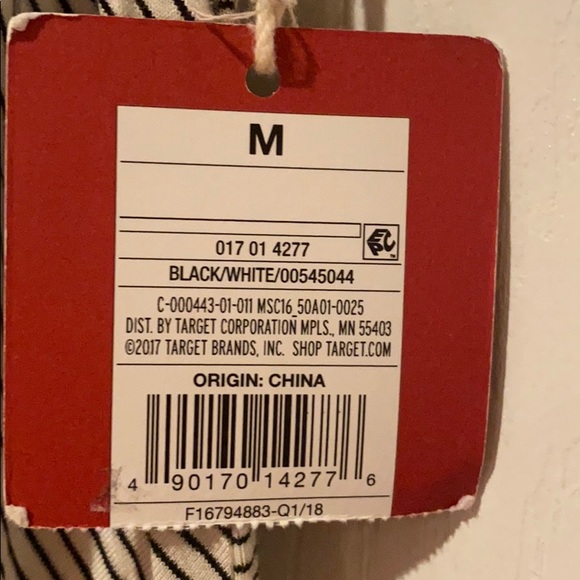 M
017 01 4277
EPC™
BLACK/WHITE/00545044
C-000443-01-011 MSC16_50A01-0025
DIST. BY TARGET CORPORATION MPLS., MN 55403
©2017 TARGET BRANDS, INC. SHOP TARGET.COM
ORIGIN: CHINA
4 90170 14277 6
F16794883-Q1/18